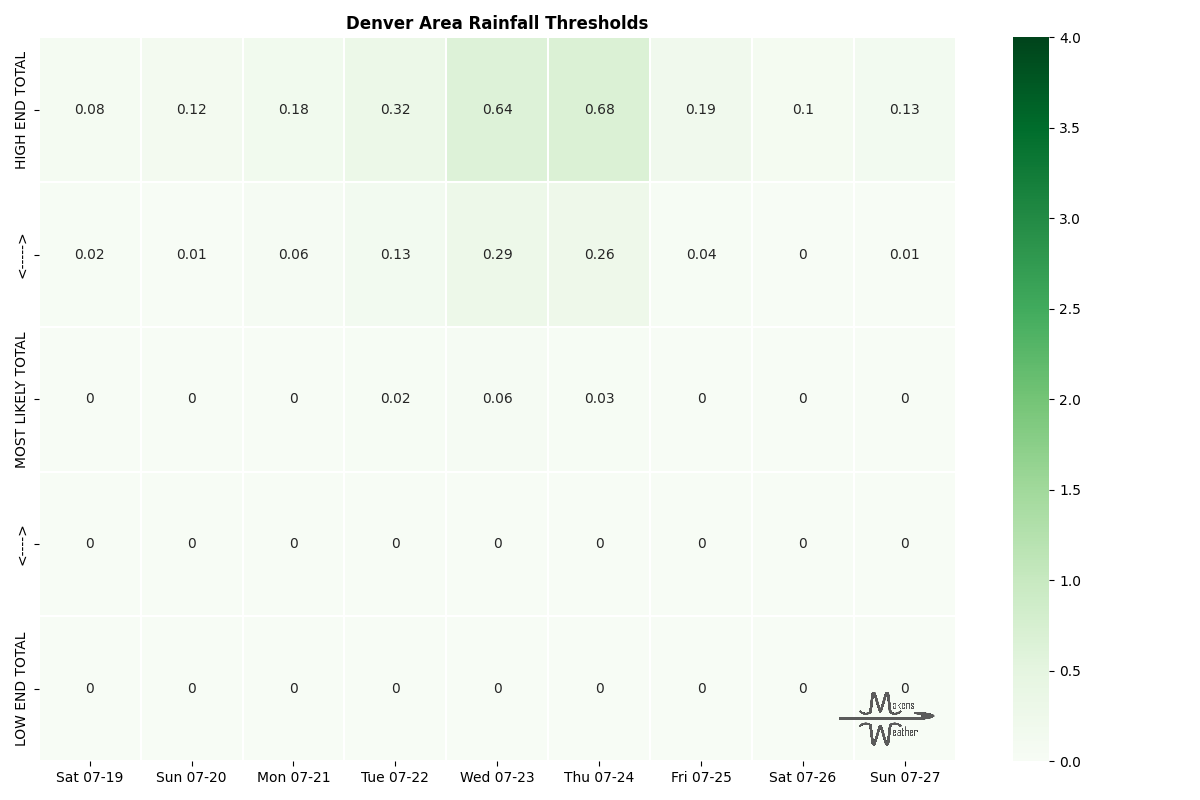 Denver Area Rainfall Thresholds
HIGH END TOTAL
0.08 0.12 0.18 0.32 0.64 0.68 0.19 0.1 0.13
<----->
0.02 0.01 0.06 0.13 0.29 0.26 0.04 0 0.01
MOST LIKELY TOTAL
0 0 0 0.02 0.06 0.03 0 0 0
<---->
0 0 0 0 0 0 0 0 0
LOW END TOTAL
0 0 0 0 0 0 0 0 0
Makens
Weather
Sat 07-19 Sun 07-20 Mon 07-21 Tue 07-22 Wed 07-23 Thu 07-24 Fri 07-25 Sat 07-26 Sun 07-27
4.0
3.5
3.0
2.5
2.0
1.5
1.0
0.5
0.0